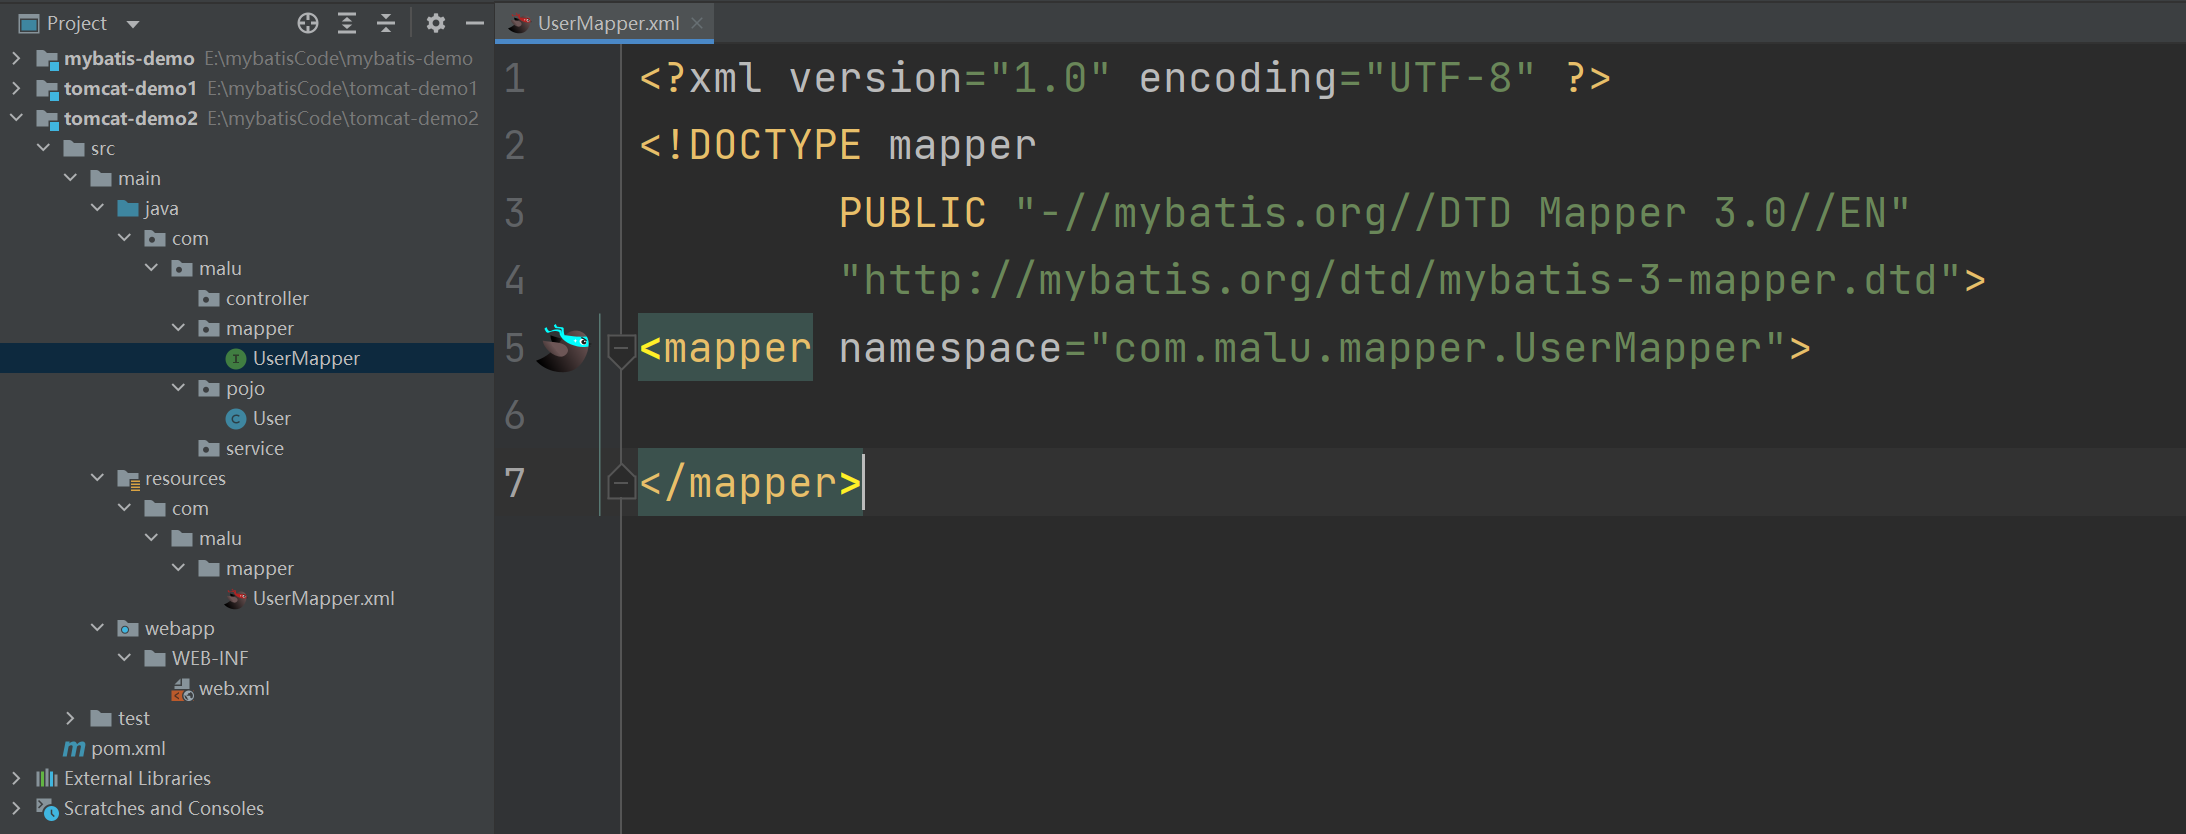 Project
mybatis-demo E:\mybatisCode\mybatis-demo
tomcat-demo1 E:\mybatisCode\tomcat-demo1
tomcat-demo2 E:\mybatisCode\tomcat-demo2
src
main
java
com
malu
controller
mapper
I UserMapper
pojo
C User
service
resources
com
malu
mapper
UserMapper.xml
webapp
WEB-INF
web.xml
test
m pom.xml
External Libraries
Scratches and Consoles
UserMapper.xml
1 <?xml version="1.0" encoding="UTF-8" ?>
2 <!DOCTYPE mapper
3 PUBLIC "-//mybatis.org//DTD Mapper 3.0//EN"
4 "http://mybatis.org/dtd/mybatis-3-mapper.dtd">
5 <mapper namespace="com.malu.mapper.UserMapper">
6
7 </mapper>